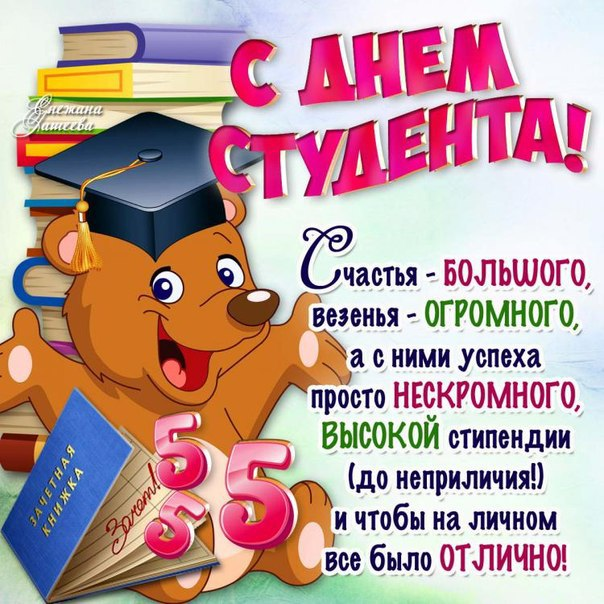 С ДНЕМ
СТУДЕНТА!
Снежана
Фатеева
Счастья - БОЛЬШОГО,
везенья - ОГРОМНОГО,
а с ними успеха
просто НЕСКРОМНОГО,
ВЫСОКОЙ стипендии
(до неприличия!)
и чтобы на личном
все было ОТЛИЧНО!
ЗАЧЕТНАЯ
КНИЖКА
Зачет!
5
5
5